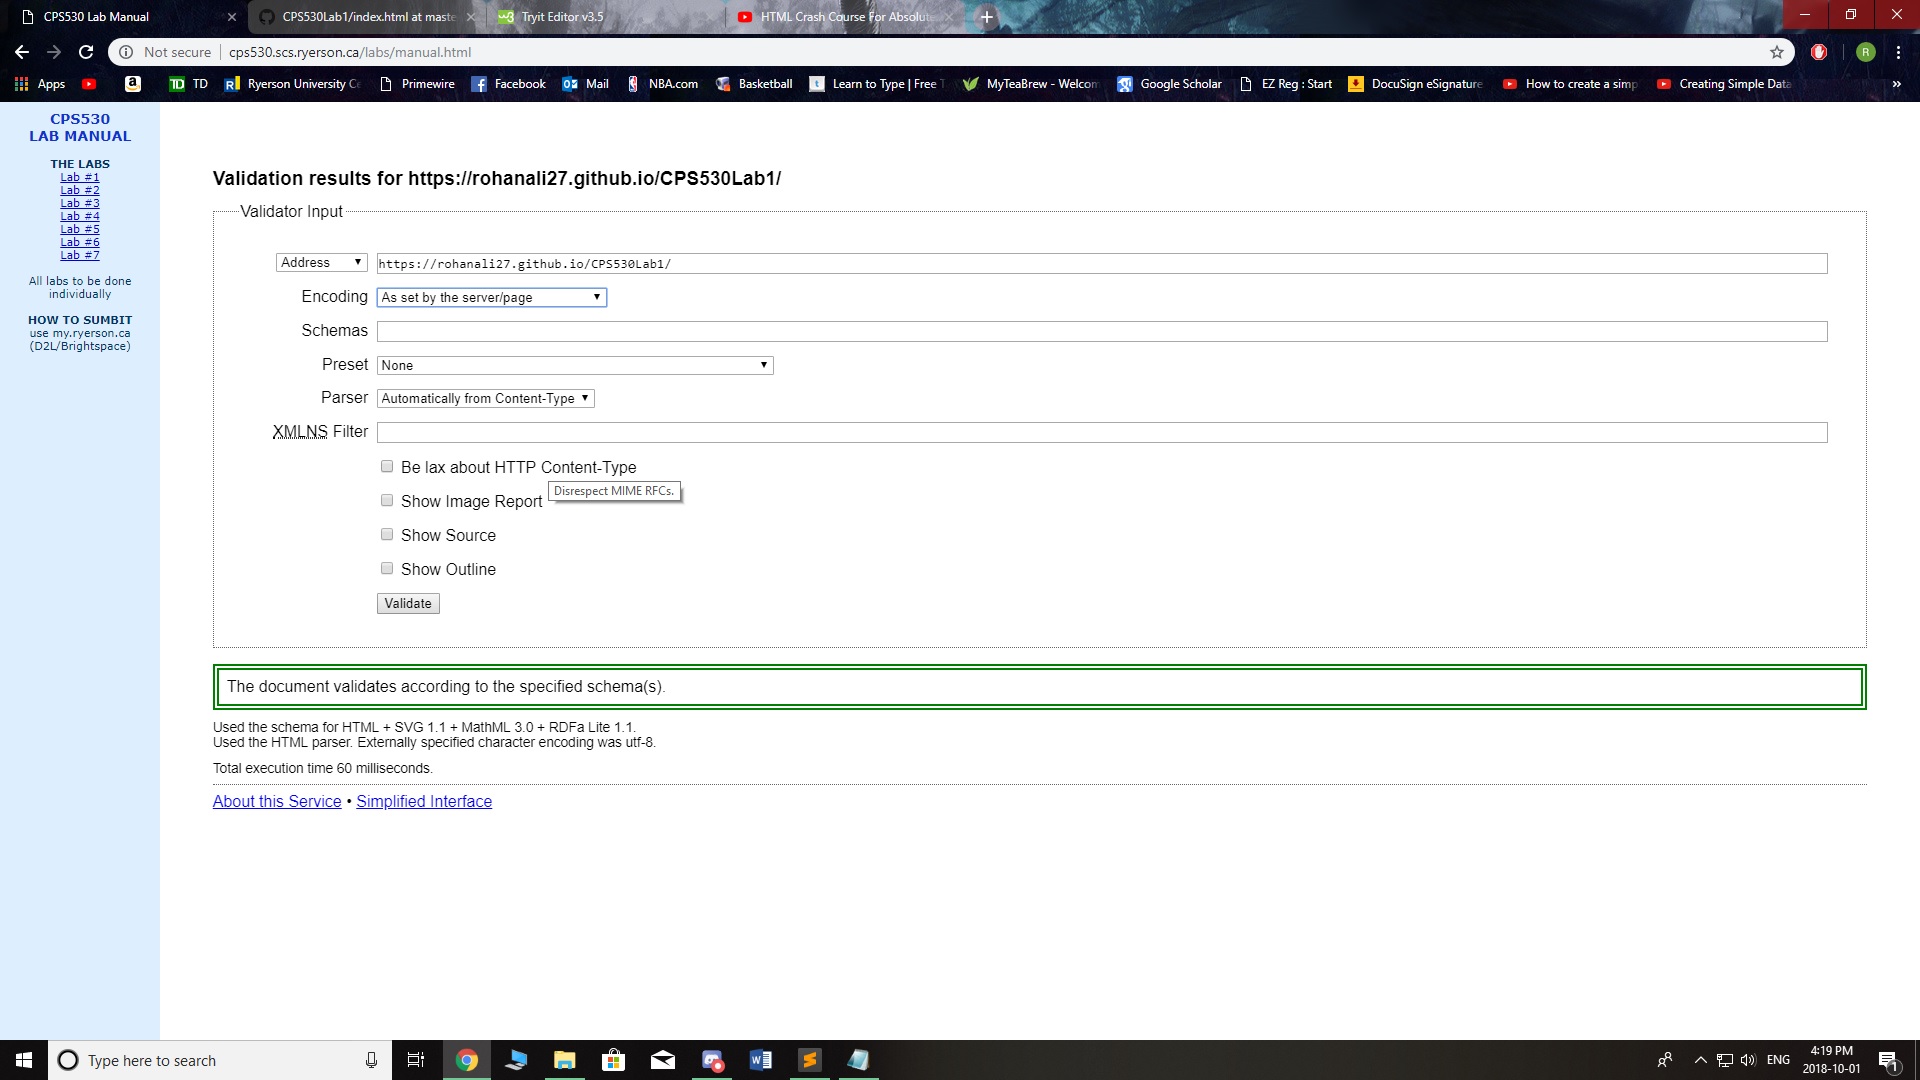 CPS530 Lab Manual
CPS530Lab1/index.html at maste
Tryit Editor v3.5
HTML Crash Course For Absolute
Not secure
cps530.scs.ryerson.ca/labs/manual.html
R
Apps
TD
Ryerson University Ce
Primewire
Facebook
Mail
NBA.com
Basketball
Learn to Type | Free T
MyTeaBrew - Welcom
Google Scholar
EZ Reg : Start
DocuSign eSignature
How to create a simp
Creating Simple Data
»
CPS530
LAB MANUAL
THE LABS
Lab #1
Lab #2
Lab #3
Lab #4
Lab #5
Lab #6
Lab #7
All labs to be done
individually
HOW TO SUMBIT
use my.ryerson.ca
(D2L/Brightspace)
Validation results for https://rohanali27.github.io/CPS530Lab1/
Validator Input
Address
https://rohanali27.github.io/CPS530Lab1/
Encoding
As set by the server/page
Schemas
Preset
None
Parser
Automatically from Content-Type
XMLNS Filter
Be lax about HTTP Content-Type
Disrespect MIME RFCs.
Show Image Report
Show Source
Show Outline
Validate
The document validates according to the specified schema(s).
Used the schema for HTML + SVG 1.1 + MathML 3.0 + RDFa Lite 1.1.
Used the HTML parser. Externally specified character encoding was utf-8.
Total execution time 60 milliseconds.
About this Service • Simplified Interface
Type here to search
ENG
4:19 PM
2018-10-01
1